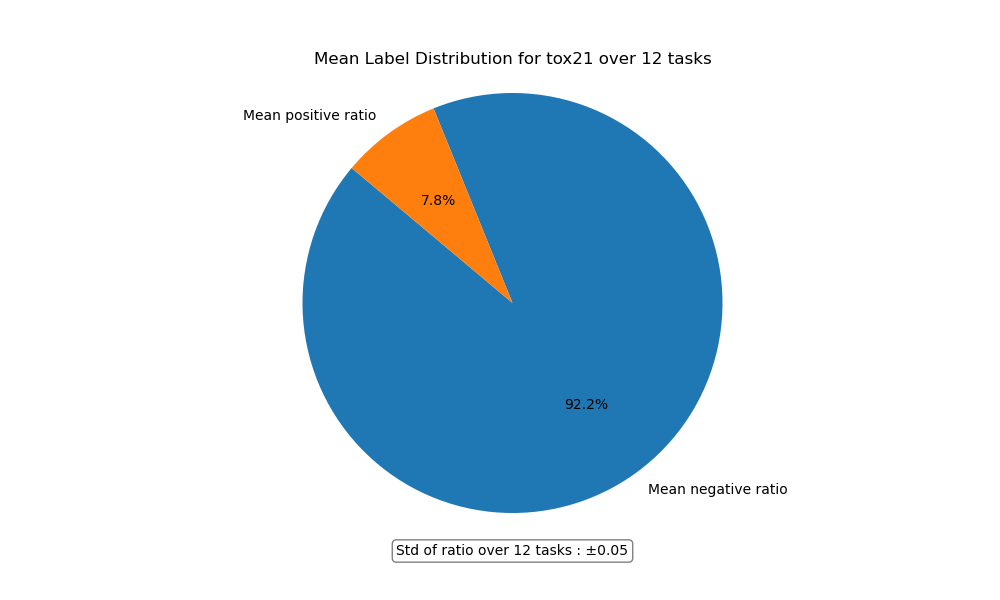 Mean Label Distribution for tox21 over 12 tasks
Mean positive ratio
7.8%
92.2%
Mean negative ratio
Std of ratio over 12 tasks : ±0.05